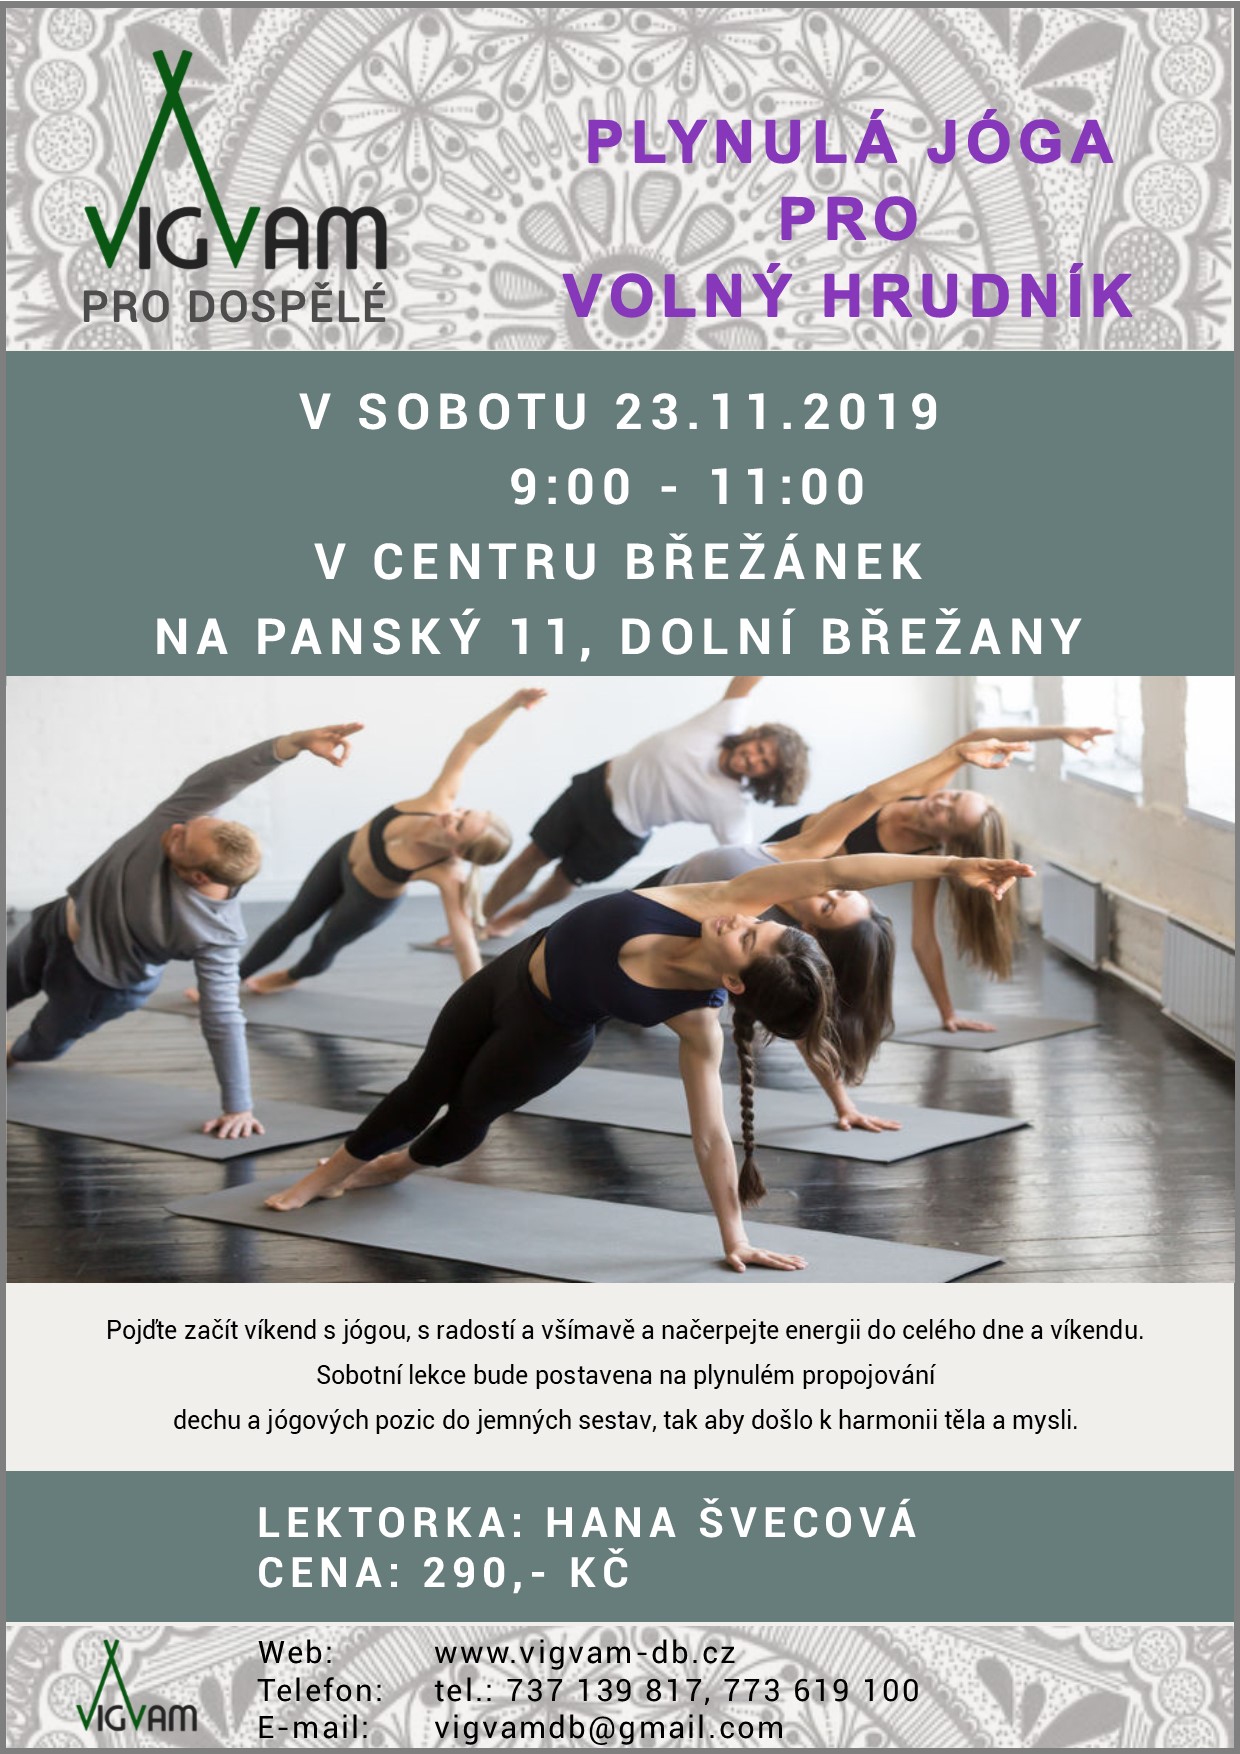 VIGVAM
PRO DOSPĚLÉ
PLYNULÁ JÓGA
PRO
VOLNÝ HRUDNÍK
V SOBOTU 23.11.2019
9:00 - 11:00
V CENTRU BŘEŽÁNEK
NA PANSKÝ 11, DOLNÍ BŘEŽANY
Pojďte začít víkend s jógou, s radostí a všímavě a načerpejte energii do celého dne a víkendu.
Sobotní lekce bude postavena na plynulém propojování
dechu a jógových pozic do jemných sestav, tak aby došlo k harmonii těla a mysli.
LEKTORKA: HANA ŠVECOVÁ
CENA: 290,- KČ
VIGVAM
Web: www.vigvam-db.cz
Telefon: tel.: 737 139 817, 773 619 100
E-mail: vigvamdb@gmail.com